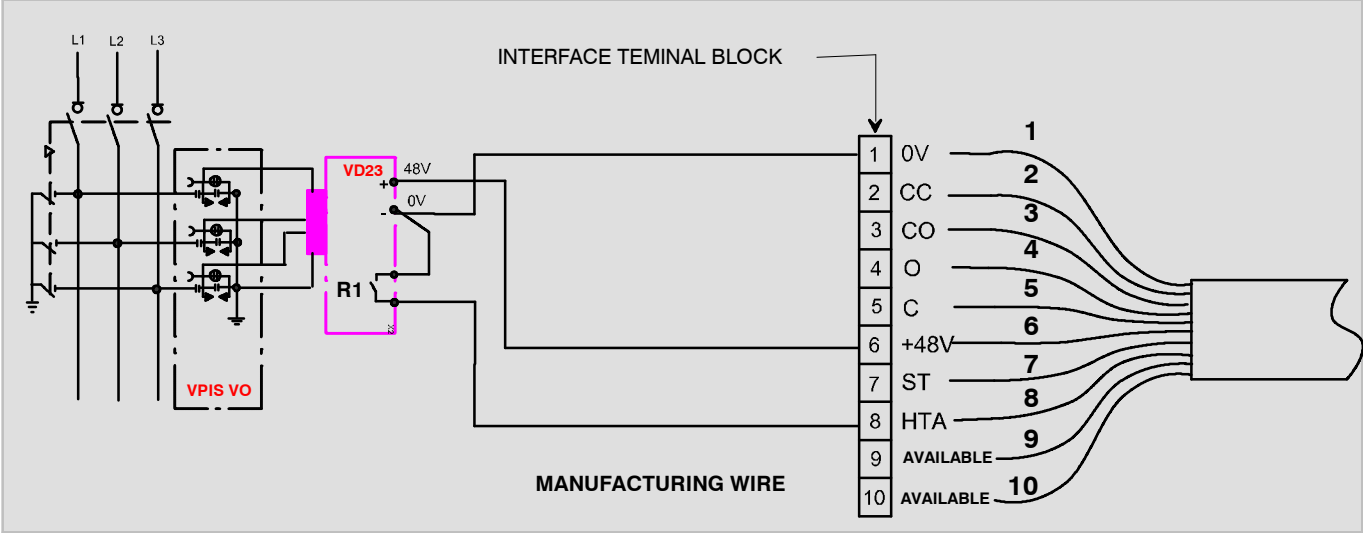 L1 L2 L3
INTERFACE TEMINAL BLOCK
VD23
48V
+
0V
-
R1
X2
VPIS VO
1 0V 1
2 CC 2
3 CO 3
4 O 4
5 C 5
6 +48V 6
7 ST 7
8 HTA 8
9 AVAILABLE 9
10 AVAILABLE 10
MANUFACTURING WIRE